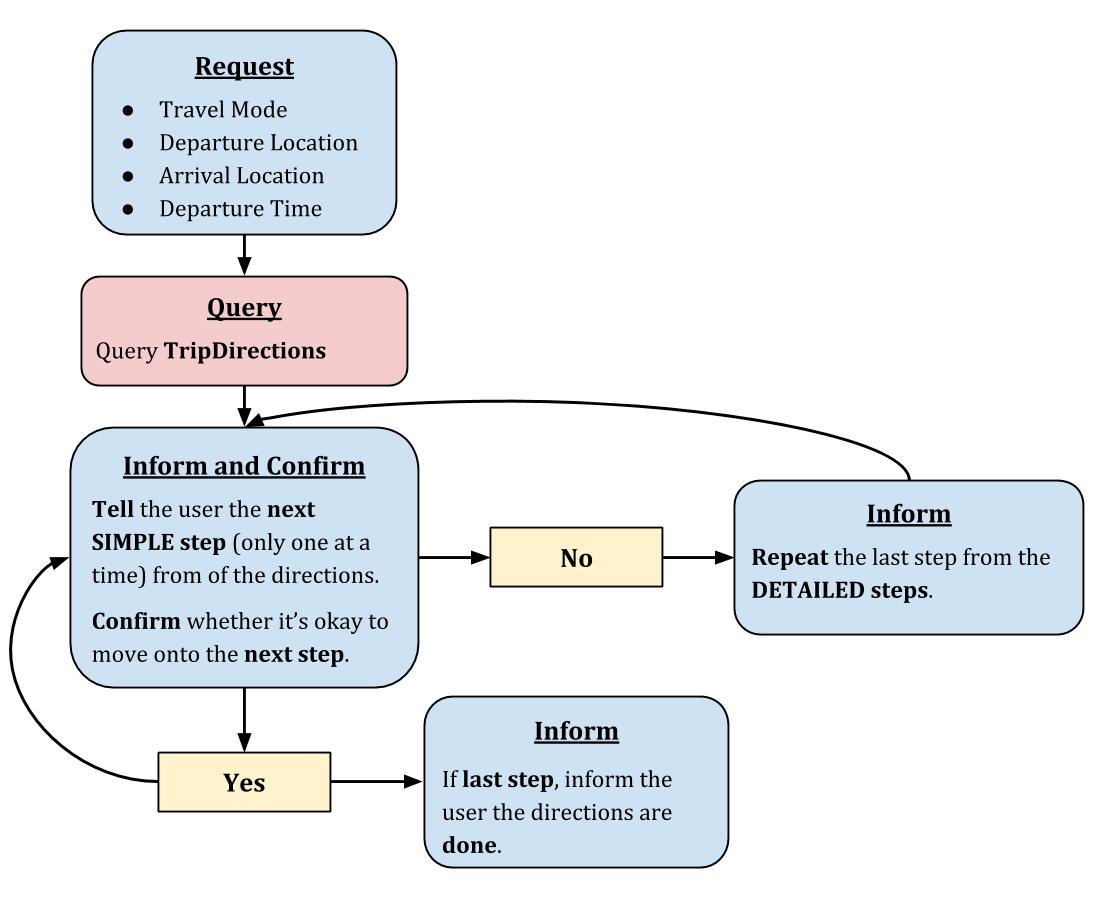 Request
● Travel Mode
● Departure Location
● Arrival Location
● Departure Time
Query
Query TripDirections
Inform and Confirm
Tell the user the next
SIMPLE step (only one at a
time) from of the directions.
Confirm whether it's okay to
move onto the next step.
No
Inform
Repeat the last step from the
DETAILED steps.
Yes
Inform
If last step, inform the
user the directions are
done.